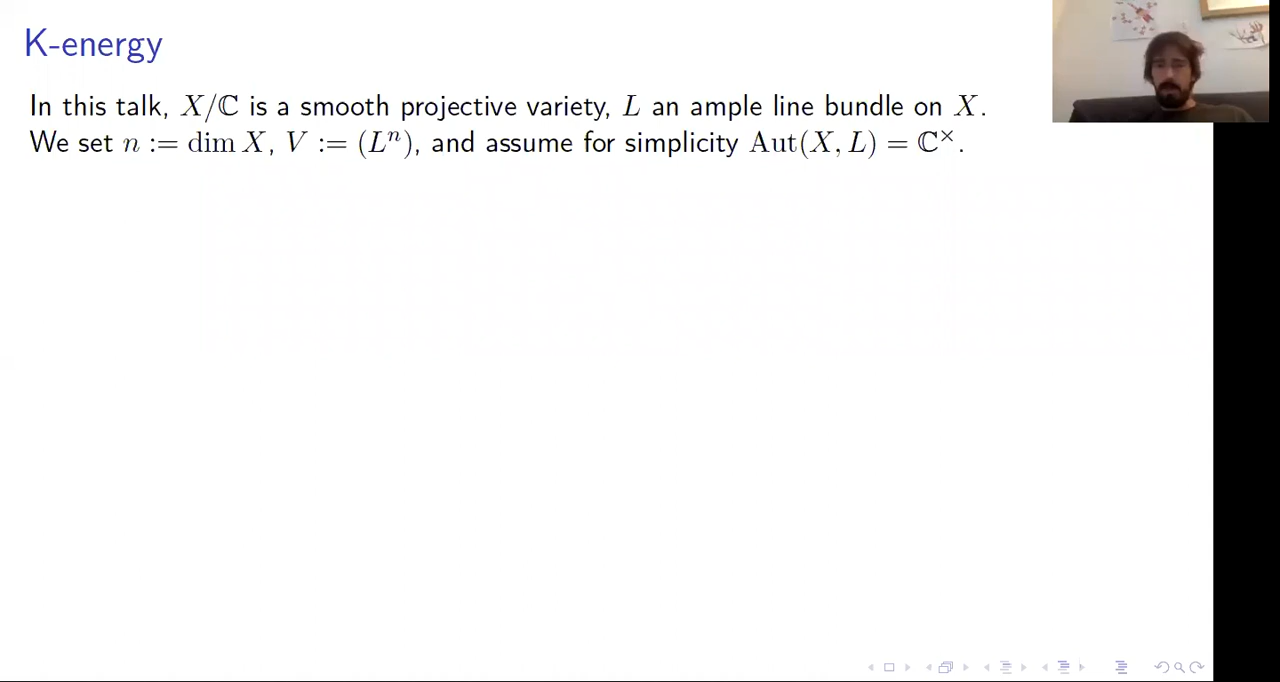 K-energy
In this talk, X/ℂ is a smooth projective variety, L an ample line bundle on X.
We set n := dim X, V := (Lⁿ), and assume for simplicity Aut(X, L) = ℂ×.